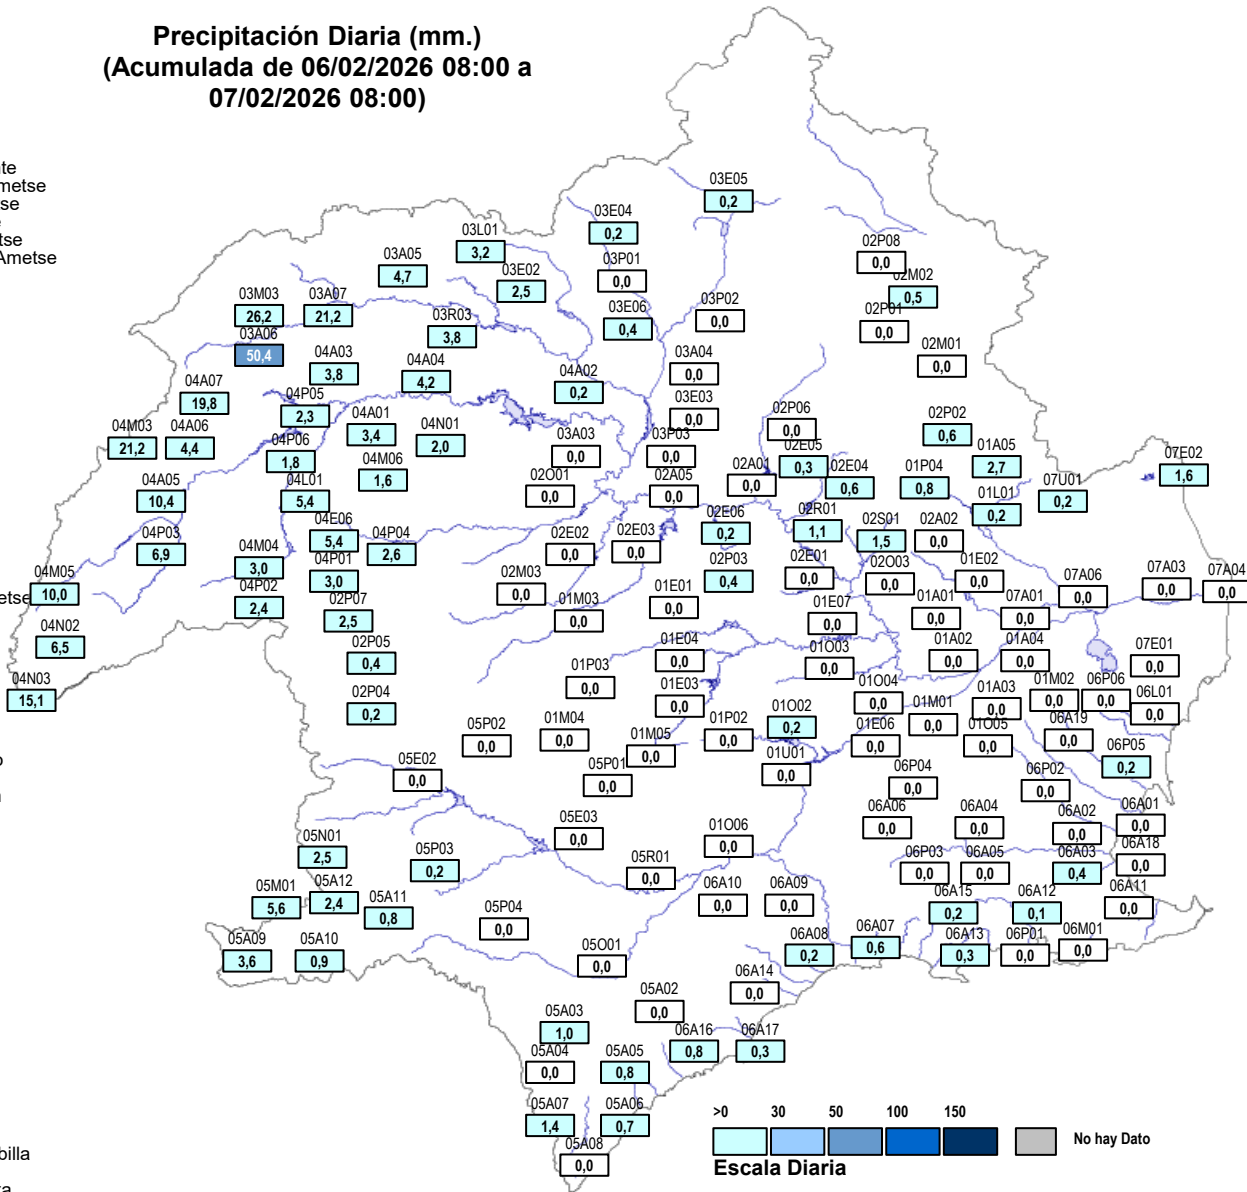 Precipitación Diaria (mm.)
(Acumulada de 06/02/2026 08:00 a
07/02/2026 08:00)
03E05
0,2
03E04
0,2
03L01
3,2
02P08
0,0
03A05
4,7
03P01
0,0
03E02
2,5
02M02
0,5
03M03
26,2
03A07
21,2
03P02
0,0
03E06
0,4
02P01
0,0
03R03
3,8
03A06
50,4
02M01
0,0
04A03
3,8
03A04
0,0
04A04
4,2
04A02
0,2
04A07
19,8
04P05
2,3
03E03
0,0
02P06
0,0
02P02
0,6
04A01
3,4
04N01
2,0
04M03
21,2
04A06
4,4
03A03
0,0
03P03
0,0
04P06
1,8
02E05
0,3
01A05
2,7
07E02
1,6
04M06
1,6
02A01
0,0
02E04
0,6
01P04
0,8
04A05
10,4
04L01
5,4
02O01
0,0
02A05
0,0
07U01
0,2
01L01
0,2
04E06
5,4
02E06
0,2
02R01
1,1
02S01
1,5
02A02
0,0
04P03
6,9
04P04
2,6
02E02
0,0
02E03
0,0
04M04
3,0
04P01
3,0
02P03
0,4
02E01
0,0
02O03
0,0
01E02
0,0
04M05
10,0
02M03
0,0
07A06
0,0
07A03
0,0
07A04
0,0
04P02
2,4
02P07
2,5
01M03
0,0
01E01
0,0
01E07
0,0
01A01
0,0
07A01
0,0
04N02
6,5
02P05
0,4
01E04
0,0
01O03
0,0
01A02
0,0
01A04
0,0
07E01
0,0
04N03
15,1
01P03
0,0
01E03
0,0
01O04
0,0
01A03
0,0
01M02
0,0
06P06
0,0
06L01
0,0
02P04
0,2
05P02
0,0
01M04
0,0
01M05
0,0
01P02
0,0
01O02
0,2
01E06
0,0
01M01
0,0
01O05
0,0
06A19
0,0
06P05
0,2
05E02
0,0
05P01
0,0
01U01
0,0
06P04
0,0
06P02
0,0
05E03
0,0
01O06
0,0
06A06
0,0
06A04
0,0
06A02
0,0
06A01
0,0
05N01
2,5
05P03
0,2
05R01
0,0
06P03
0,0
06A05
0,0
06A03
0,4
06A18
0,0
05M01
5,6
05A12
2,4
05A11
0,8
05P04
0,0
06A10
0,0
06A09
0,0
06A15
0,2
06A12
0,1
06A11
0,0
05A09
3,6
05A10
0,9
05O01
0,0
06A08
0,2
06A07
0,6
06A13
0,3
06P01
0,0
06M01
0,0
06A14
0,0
05A02
0,0
05A03
1,0
06A16
0,8
06A17
0,3
05A04
0,0
05A05
0,8
05A07
1,4
05A06
0,7
05A08
0,0
>0 30 50 100 150
No hay Dato
Escala Diaria